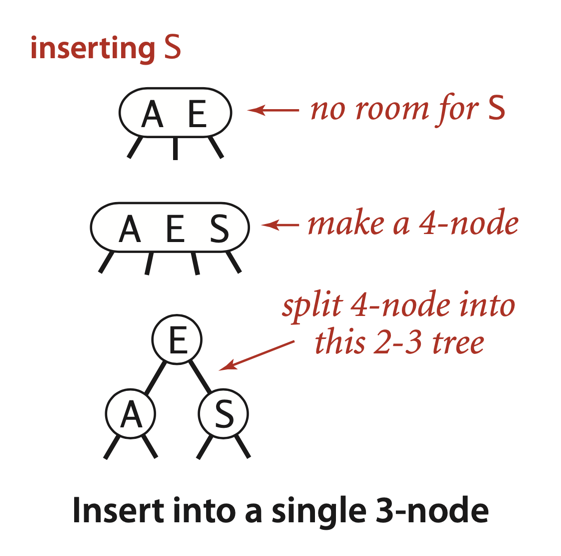 inserting S
A E
no room for S
A E S
make a 4-node
split 4-node into
this 2-3 tree
E
A S
Insert into a single 3-node